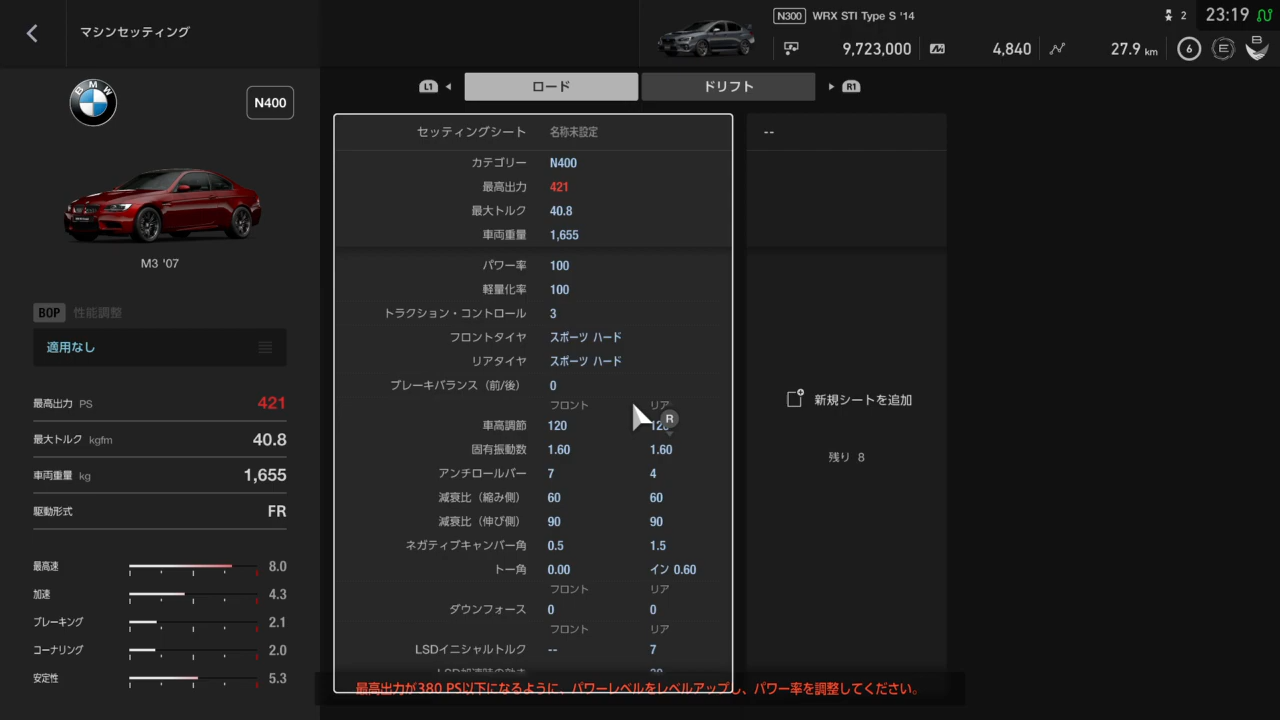 マシンセッティング
N300 WRX STI Type S '14
2
23:19
9,723,000
4,840
27.9 km
6
E
B
BMW
N400
M3 '07
BOP 性能調整
適用なし
最高出力 PS 421
最大トルク kgfm 40.8
車両重量 kg 1,655
駆動形式 FR
最高速 8.0
加速 4.3
ブレーキング 2.1
コーナリング 2.0
安定性 5.3
L1 ロード ドリフト R1
セッティングシート 名称未設定
カテゴリー N400
最高出力 421
最大トルク 40.8
車両重量 1,655
パワー率 100
軽量化率 100
トラクション・コントロール 3
フロントタイヤ スポーツ ハード
リアタイヤ スポーツ ハード
ブレーキバランス（前/後） 0
フロント リア
車高調節 120 120
R
固有振動数 1.60 1.60
アンチロールバー 7 4
減衰比（縮み側） 60 60
減衰比（伸び側） 90 90
ネガティブキャンバー角 0.5 1.5
トー角 0.00 イン 0.60
フロント リア
ダウンフォース 0 0
フロント リア
LSDイニシャルトルク -- 7
--
新規シートを追加
残り 8
最高出力が380 PS以下になるように、パワーレベルをレベルアップし、パワー率を調整してください。